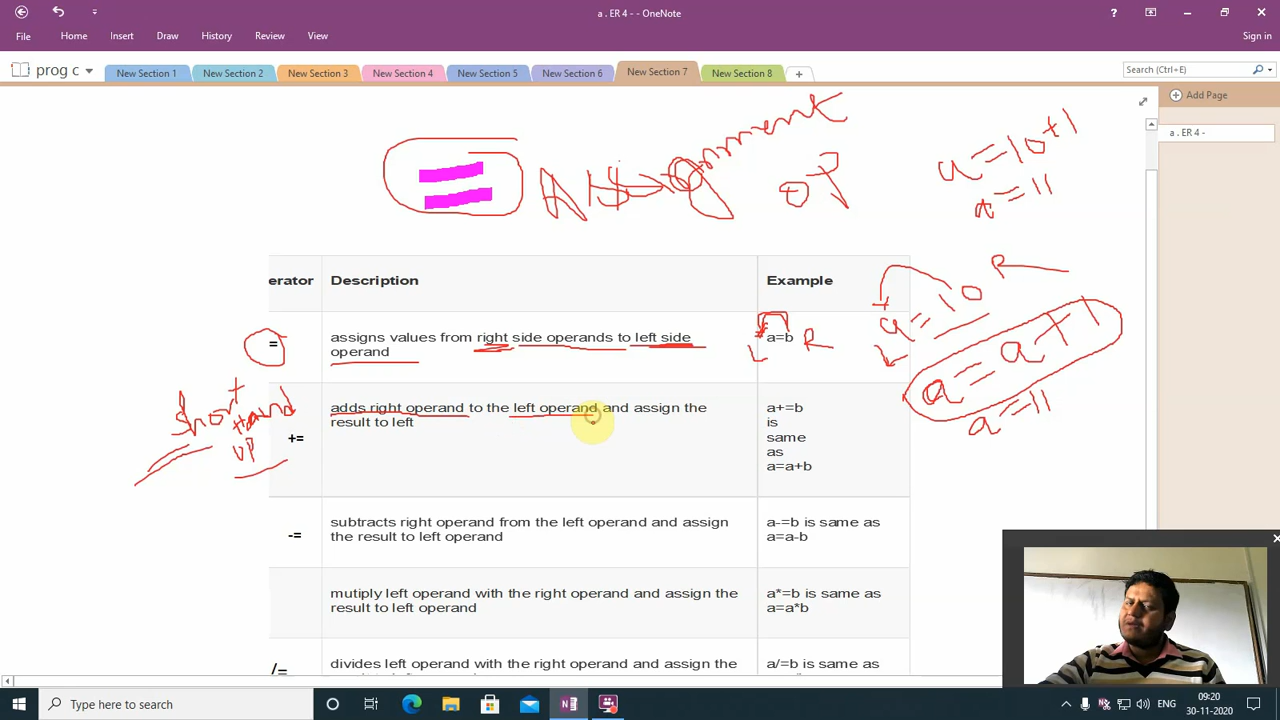 a . ER 4 - - OneNote
?
File Home Insert Draw History Review View Sign in
prog c New Section 1 New Section 2 New Section 3 New Section 4 New Section 5 New Section 6 New Section 7 New Section 8 + Search (Ctrl+E)
Add Page
a . ER 4 -
a = 10+1
a = 11
erator Description Example
R
a = 10
L
= assigns values from right side operands to left side
operand
a=b
L R
a = a + 1
a = 11
short
hand
op
+= adds right operand to the left operand and assign the
result to left
a+=b
is
same
as
a=a+b
-= subtracts right operand from the left operand and assign
the result to left operand
a-=b is same as
a=a-b
mutiply left operand with the right operand and assign the
result to left operand
a*=b is same as
a=a*b
/= divides left operand with the right operand and assign the
a/=b is same as
Type here to search
ENG
09:20
30-11-2020